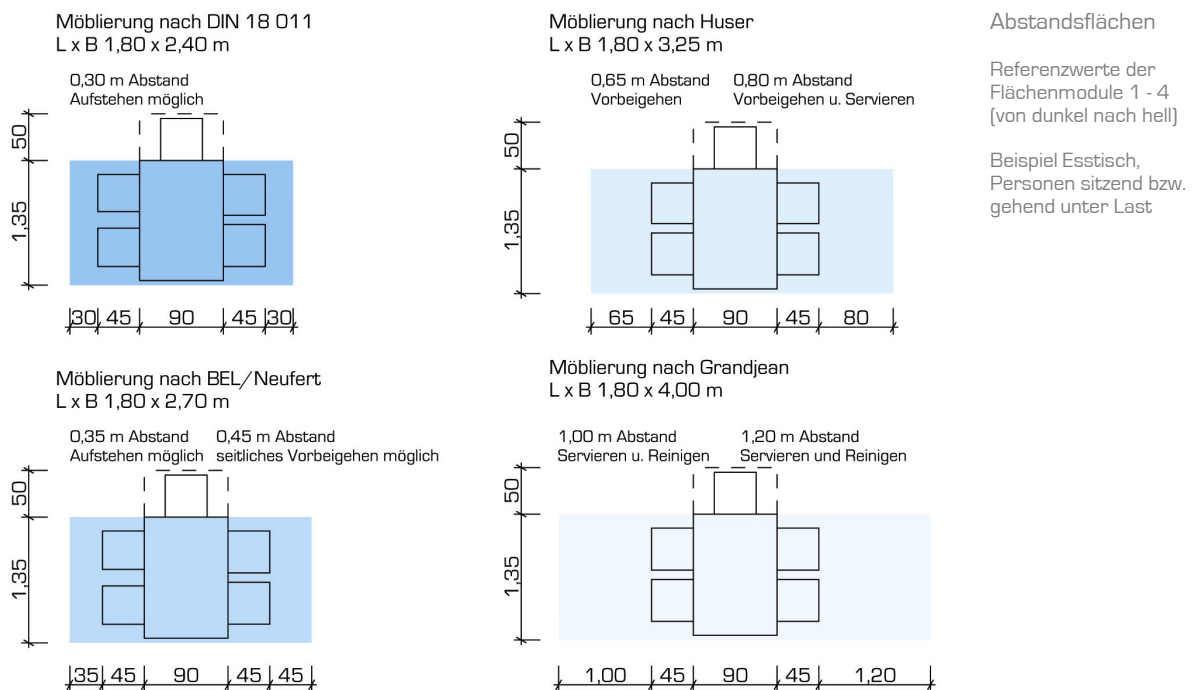 Möblierung nach DIN 18 011
L x B 1,80 x 2,40 m
0,30 m Abstand
Aufstehen möglich
50
1,35
30 45 90 45 30
Möblierung nach Huser
L x B 1,80 x 3,25 m
0,65 m Abstand
Vorbeigehen
0,80 m Abstand
Vorbeigehen u. Servieren
50
1,35
65 45 90 45 80
Abstandsflächen
Referenzwerte der
Flächenmodule 1 - 4
(von dunkel nach hell)
Beispiel Esstisch,
Personen sitzend bzw.
gehend unter Last
Möblierung nach BEL/Neufert
L x B 1,80 x 2,70 m
0,35 m Abstand
Aufstehen möglich
0,45 m Abstand
seitliches Vorbeigehen möglich
50
1,35
35 45 90 45 45
Möblierung nach Grandjean
L x B 1,80 x 4,00 m
1,00 m Abstand
Servieren u. Reinigen
1,20 m Abstand
Servieren und Reinigen
50
1,35
1,00 45 90 45 1,20